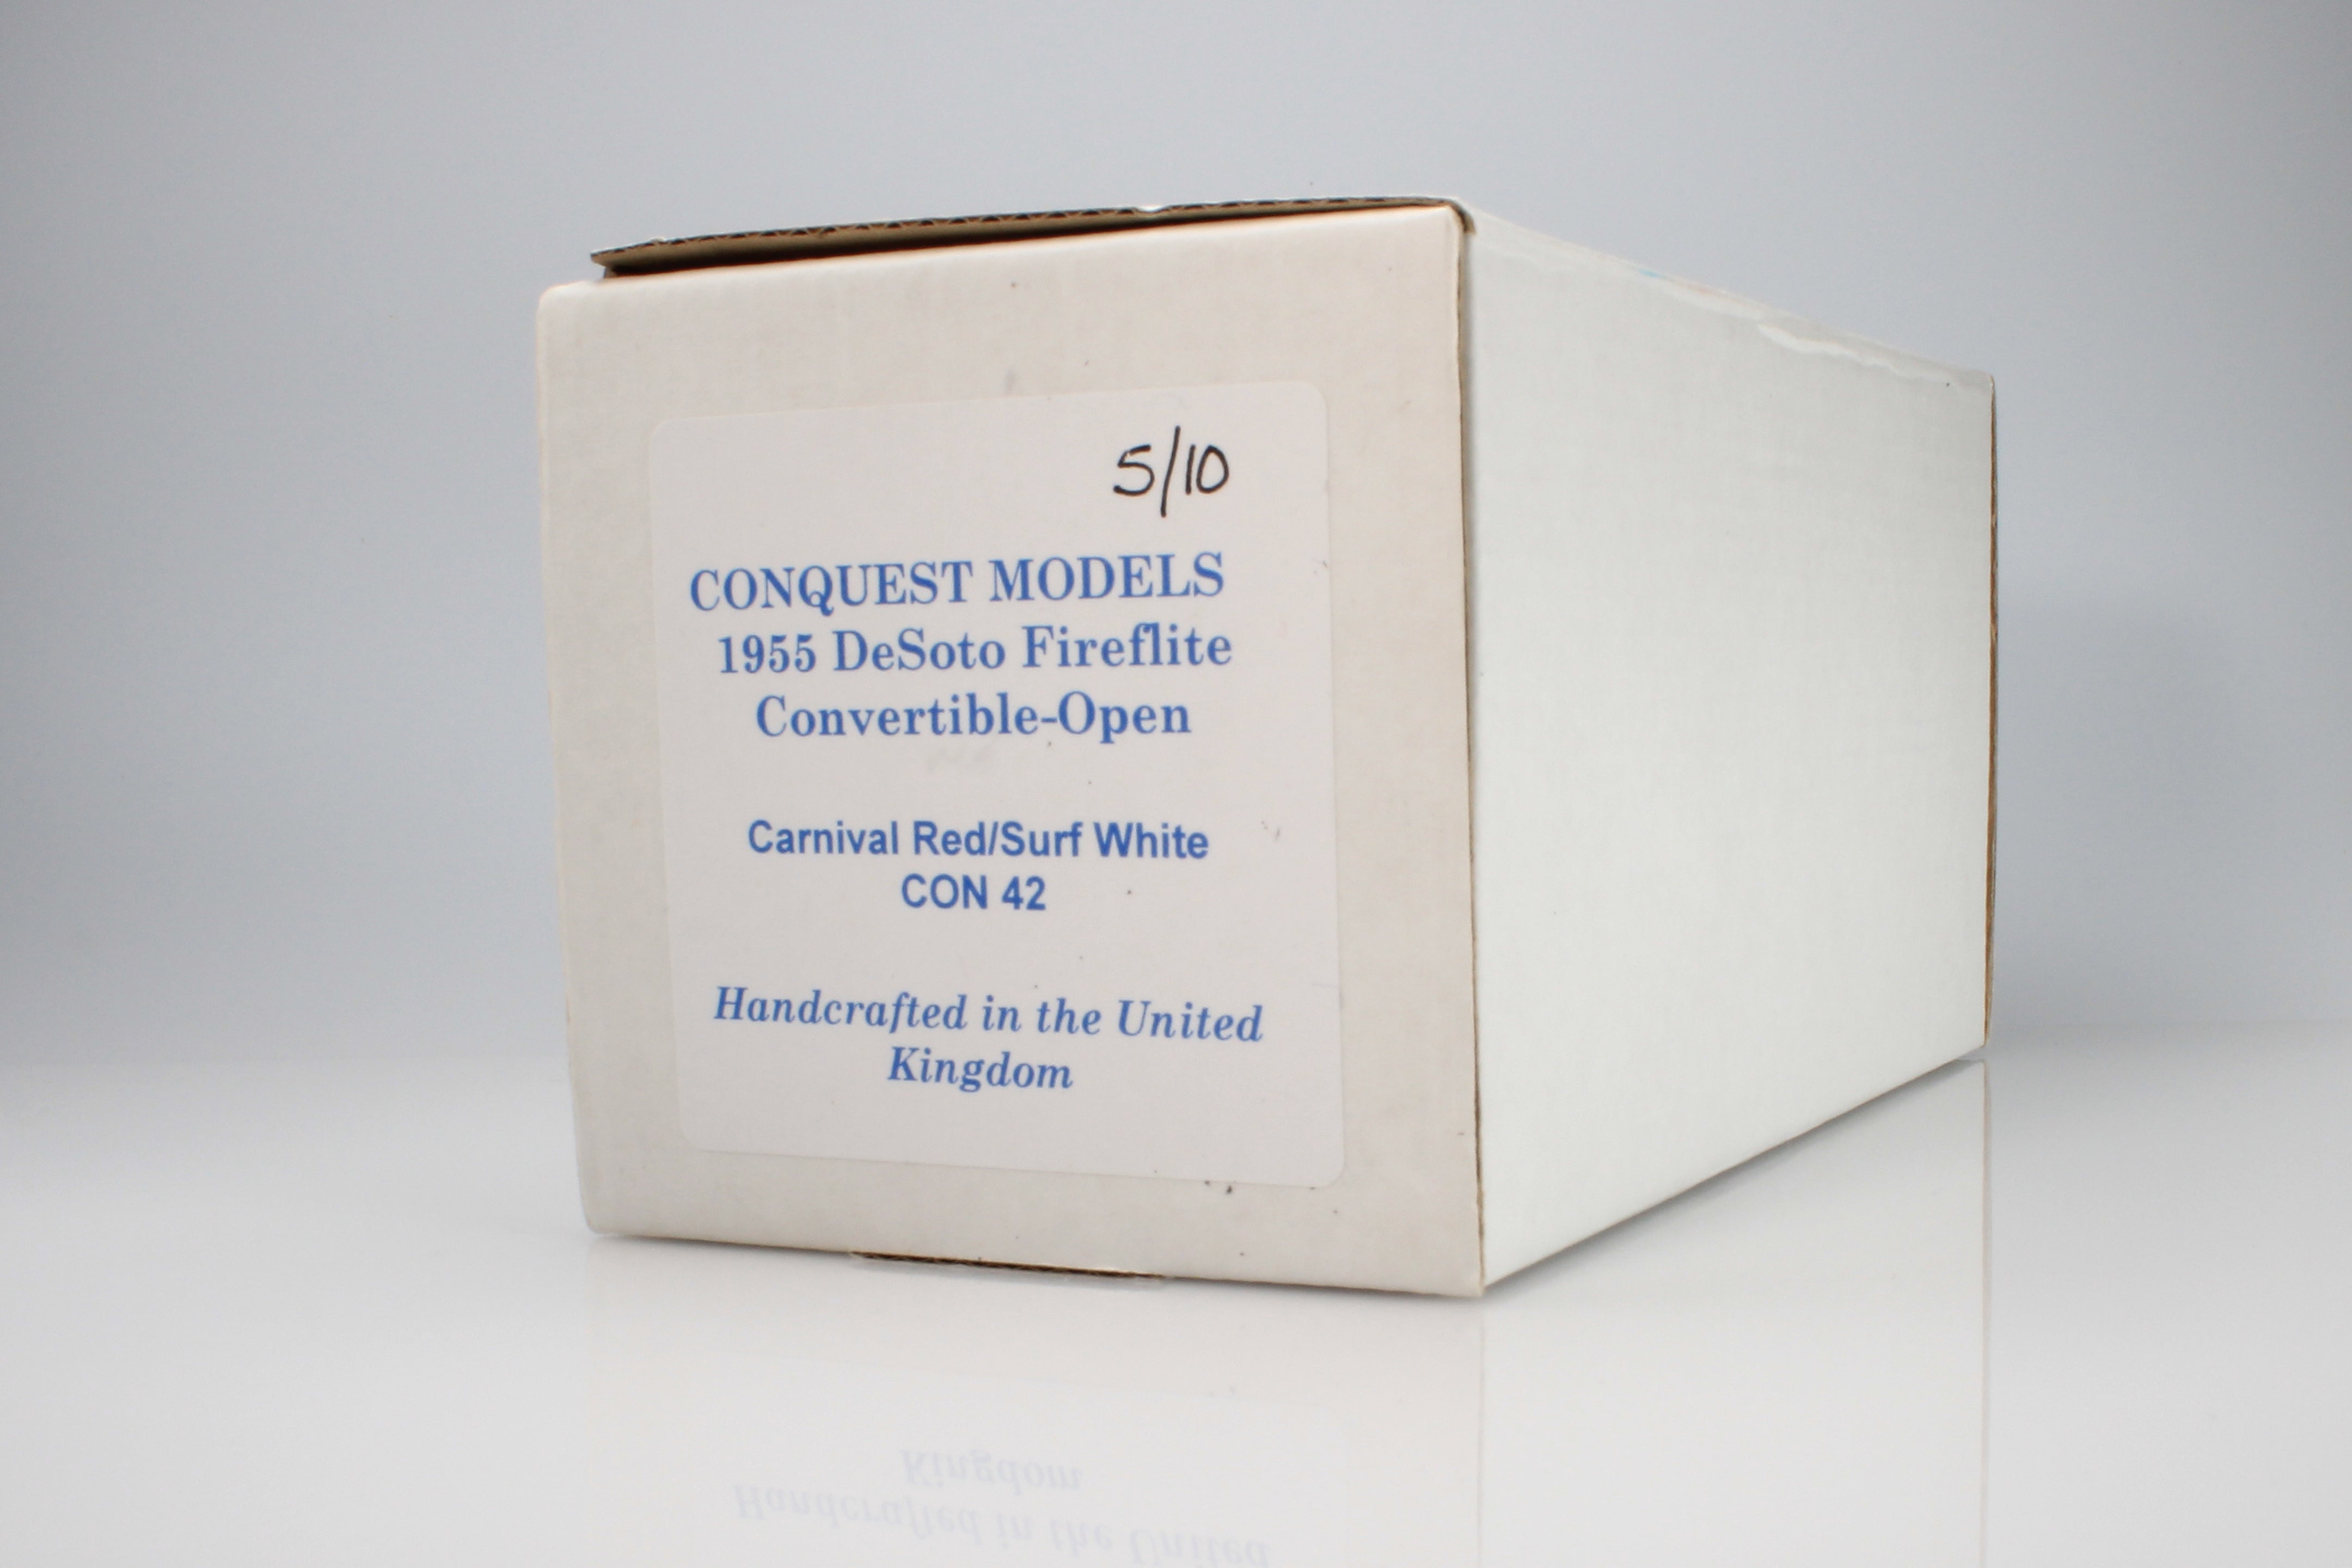 5/10
CONQUEST MODELS
1955 DeSoto Fireflite
Convertible-Open
Carnival Red/Surf White
CON 42
Handcrafted in the United
Kingdom